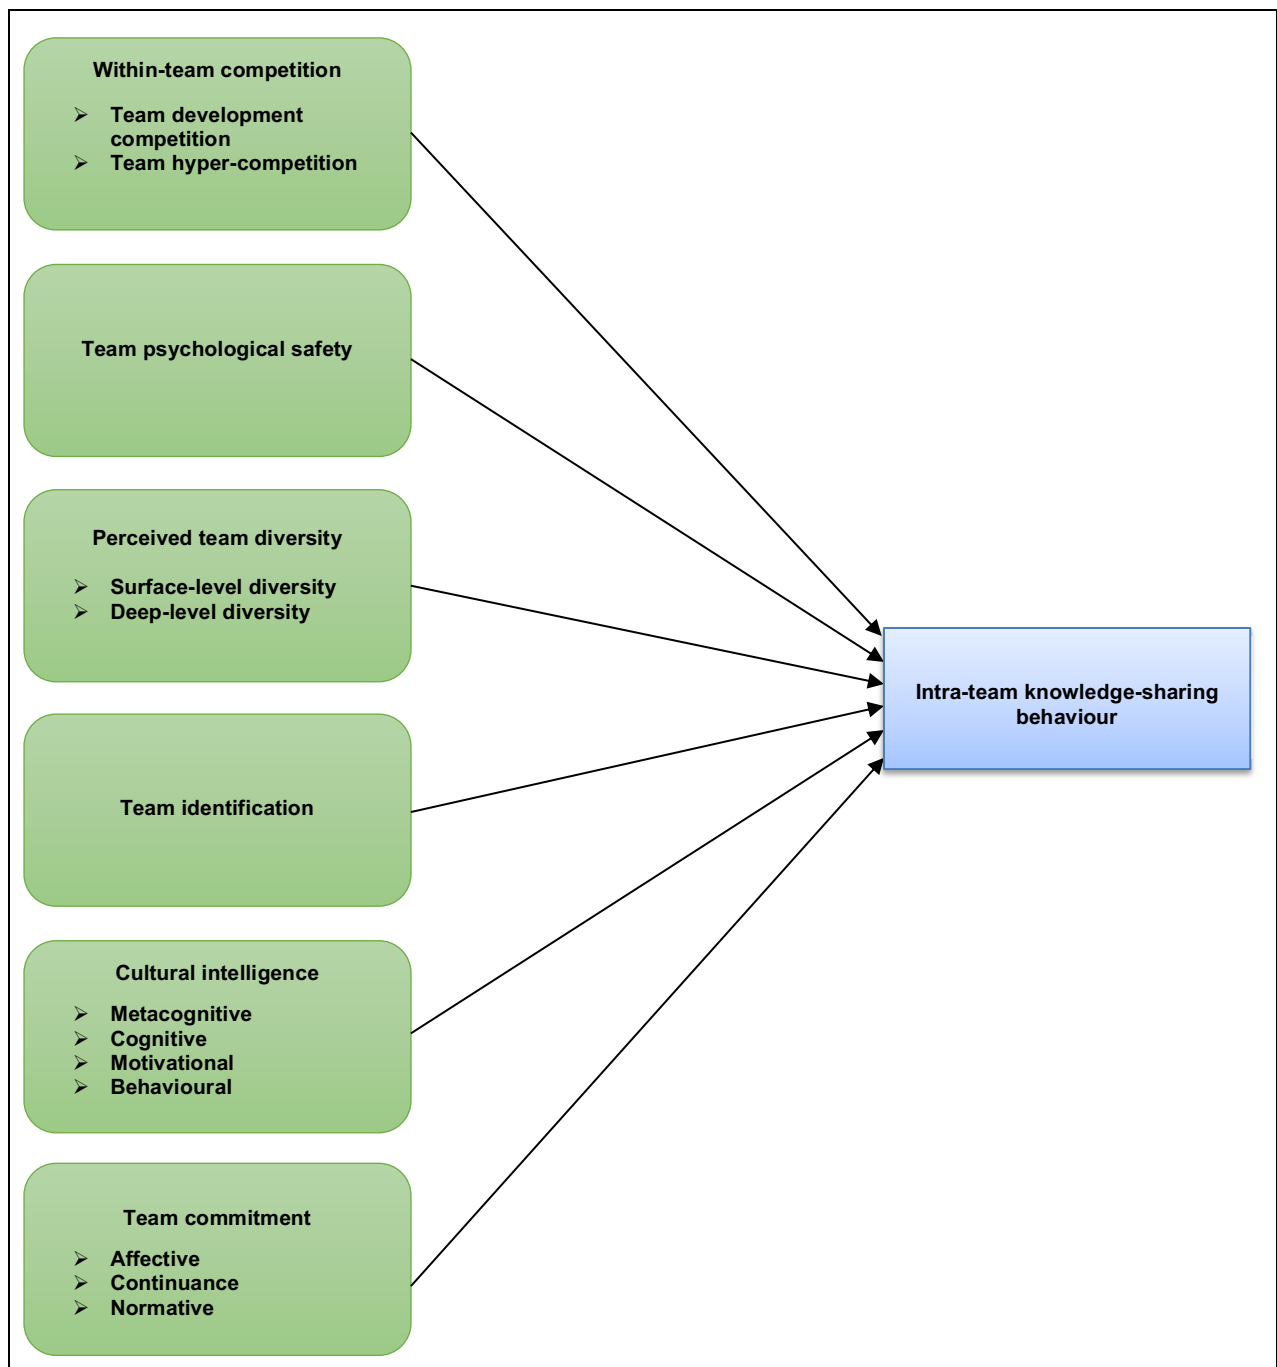 Within-team competition
➢ Team development
competition
➢ Team hyper-competition
Team psychological safety
Perceived team diversity
➢ Surface-level diversity
➢ Deep-level diversity
Team identification
Cultural intelligence
➢ Metacognitive
➢ Cognitive
➢ Motivational
➢ Behavioural
Team commitment
➢ Affective
➢ Continuance
➢ Normative
Intra-team knowledge-sharing
behaviour